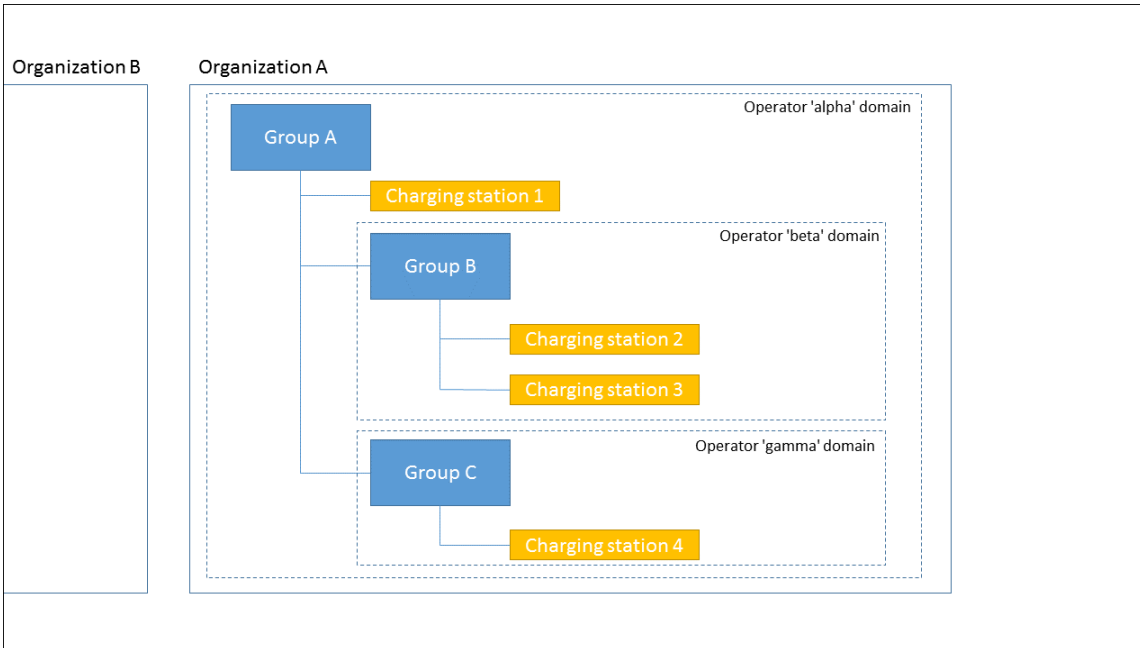 Organization B
Organization A
Operator 'alpha' domain
Group A
Charging station 1
Operator 'beta' domain
Group B
Charging station 2
Charging station 3
Operator 'gamma' domain
Group C
Charging station 4